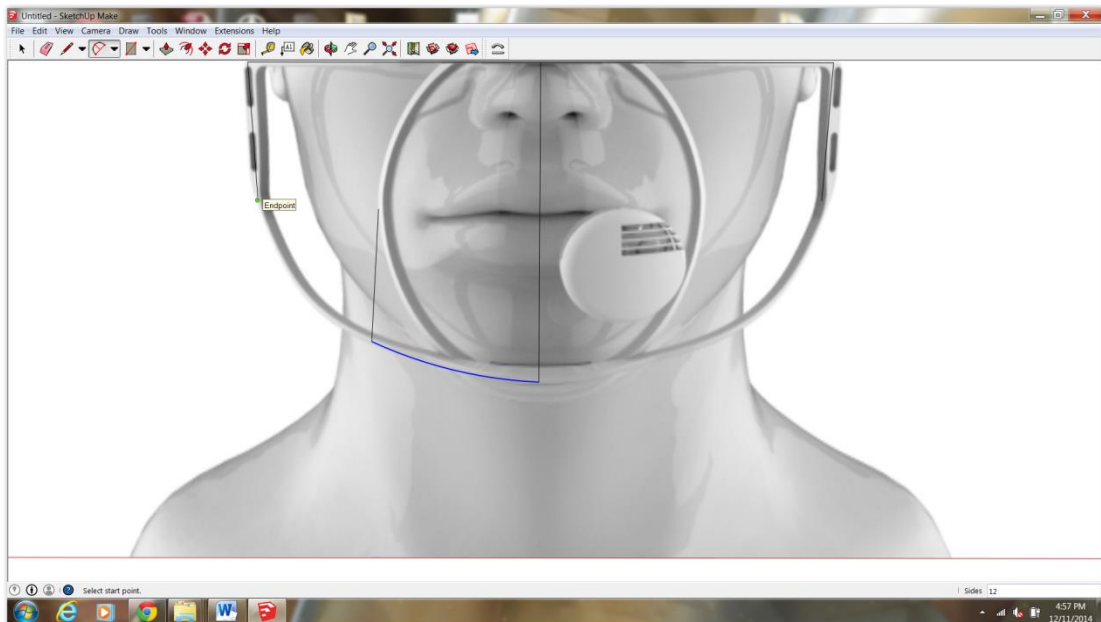 Untitled - SketchUp Make
File Edit View Camera Draw Tools Window Extensions Help
A1
Endpoint
Select start point.
Sides 12
W
4:57 PM
12/11/2014